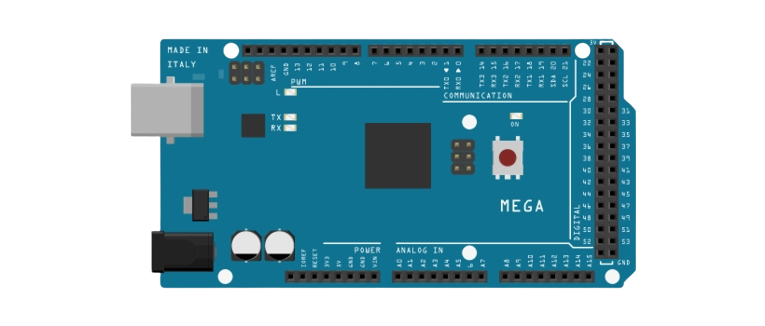 MADE IN
ITALY
AREF
GND
13
12
11
10
9
8
7
6
5
4
3
2
TX0 ◀ 1
RX0 ▶ 0
TX3 14
RX3 15
TX2 16
RX2 17
TX1 18
RX1 19
SDA 20
SCL 21
PWM
COMMUNICATION
L
TX
RX
ON
MEGA
DIGITAL
22
24
26
28
30
32
34
36
38
40
42
44
46
48
50
52
31
33
35
37
39
41
43
45
47
49
51
53
GND
POWER
ANALOG IN
IOREF
RESET
3V3
GND
GND
VIN
A0
A1
A2
A3
A4
A5
A7
A8
A9
A10
A11
A12
A13
A14
A15